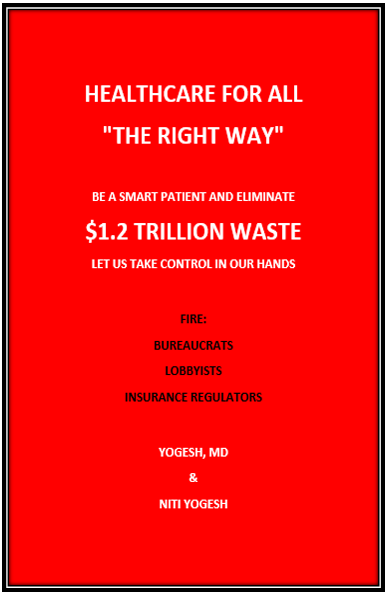 HEALTHCARE FOR ALL
"THE RIGHT WAY"
BE A SMART PATIENT AND ELIMINATE
$1.2 TRILLION WASTE
LET US TAKE CONTROL IN OUR HANDS
FIRE:
BUREAUCRATS
LOBBYISTS
INSURANCE REGULATORS
YOGESH, MD
&
NITI YOGESH